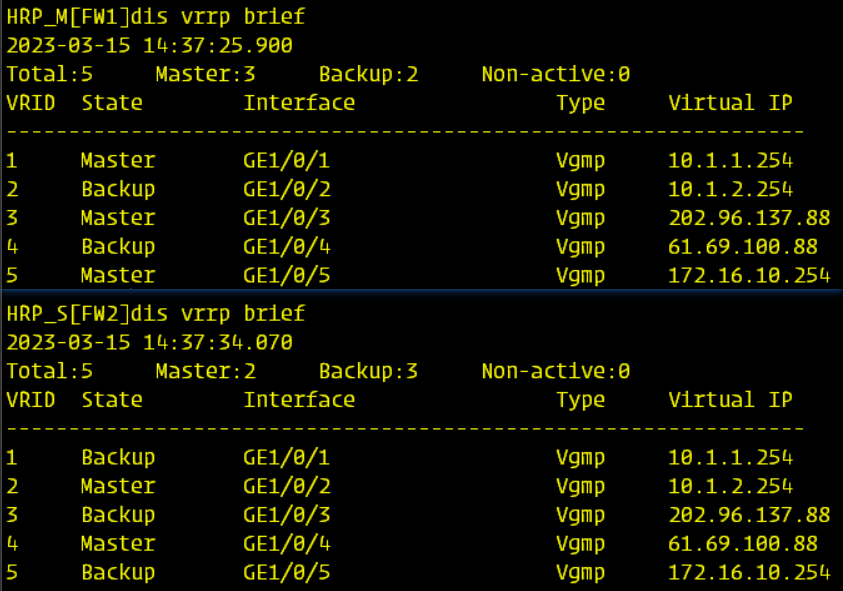 HRP_M[FW1]dis vrrp brief
2023-03-15 14:37:25.900
Total:5     Master:3     Backup:2     Non-active:0
VRID  State        Interface                Type     Virtual IP
----------------------------------------------------------------
1     Master       GE1/0/1                  Vgmp     10.1.1.254
2     Backup       GE1/0/2                  Vgmp     10.1.2.254
3     Master       GE1/0/3                  Vgmp     202.96.137.88
4     Backup       GE1/0/4                  Vgmp     61.69.100.88
5     Master       GE1/0/5                  Vgmp     172.16.10.254
HRP_S[FW2]dis vrrp brief
2023-03-15 14:37:34.070
Total:5     Master:2     Backup:3     Non-active:0
VRID  State        Interface                Type     Virtual IP
----------------------------------------------------------------
1     Backup       GE1/0/1                  Vgmp     10.1.1.254
2     Master       GE1/0/2                  Vgmp     10.1.2.254
3     Backup       GE1/0/3                  Vgmp     202.96.137.88
4     Master       GE1/0/4                  Vgmp     61.69.100.88
5     Backup       GE1/0/5                  Vgmp     172.16.10.254